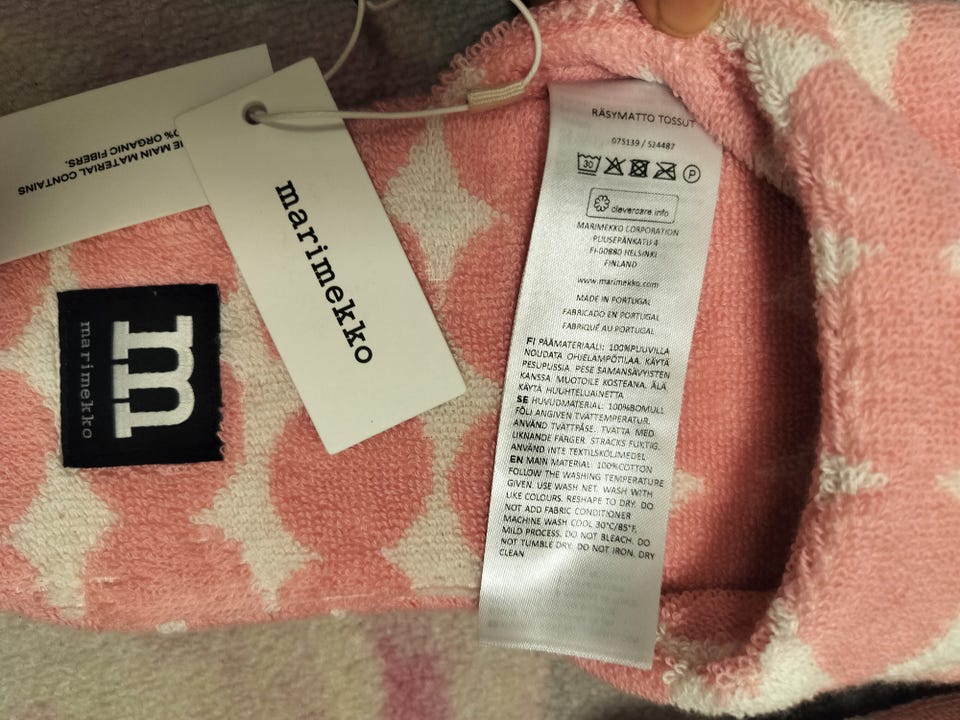 THE MAIN MATERIAL CONTAINS
0% ORGANIC FIBERS.
marimekko
m
marimekko
RÄSYMATTO TOSSUT
075139 / 524487
30
P
clevercare.info
MARIMEKKO CORPORATION
PUUSEPÄNKATU 4
FI-00880 HELSINKI
FINLAND
www.marimekko.com
MADE IN PORTUGAL
FABRICADO EN PORTUGAL
FABRIQUÉ AU PORTUGAL
FI PÄÄMATERIAALI: 100%PUUVILLA
NOUDATA OHJELÄMPÖTILAA. KÄYTÄ
PESUPUSSIA. PESE SAMANSÄVYISTEN
KANSSA. MUOTOILE KOSTEANA. ÄLÄ
KÄYTÄ HUUHTELUAINETTA
SE HUVUDMATERIAL: 100%BOMULL
FÖLJ ANGIVEN TVÄTTEMPERATUR.
ANVÄND TVÄTTPÅSE. TVÄTTA MED
LIKNANDE FÄRGER. STRACKS FUKTIG.
ANVÄND INTE TEXTILSKÖLJMEDEL
EN MAIN MATERIAL: 100%COTTON
FOLLOW THE WASHING TEMPERATURE
GIVEN. USE WASH NET. WASH WITH
LIKE COLOURS. RESHAPE TO DRY. DO
NOT ADD FABRIC CONDITIONER
MACHINE WASH COOL 30°C/85°F,
MILD PROCESS. DO NOT BLEACH. DO
NOT TUMBLE DRY. DO NOT IRON. DRY
CLEAN